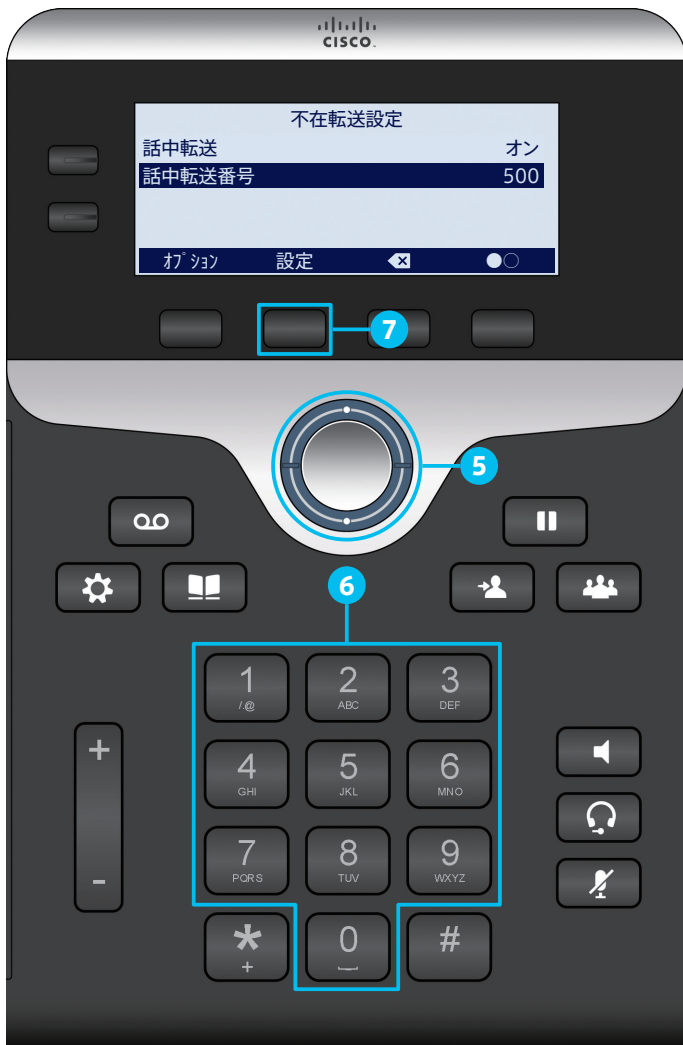 CISCO.
不在転送設定
話中転送 オン
話中転送番号 500
ｵﾌﾟｼｮﾝ 設定
7
5
6
1 2 3
/.@ ABC DEF
4 5 6
GHI JKL MNO
7 8 9
PQRS TUV WXYZ
* 0 #
+
+
-